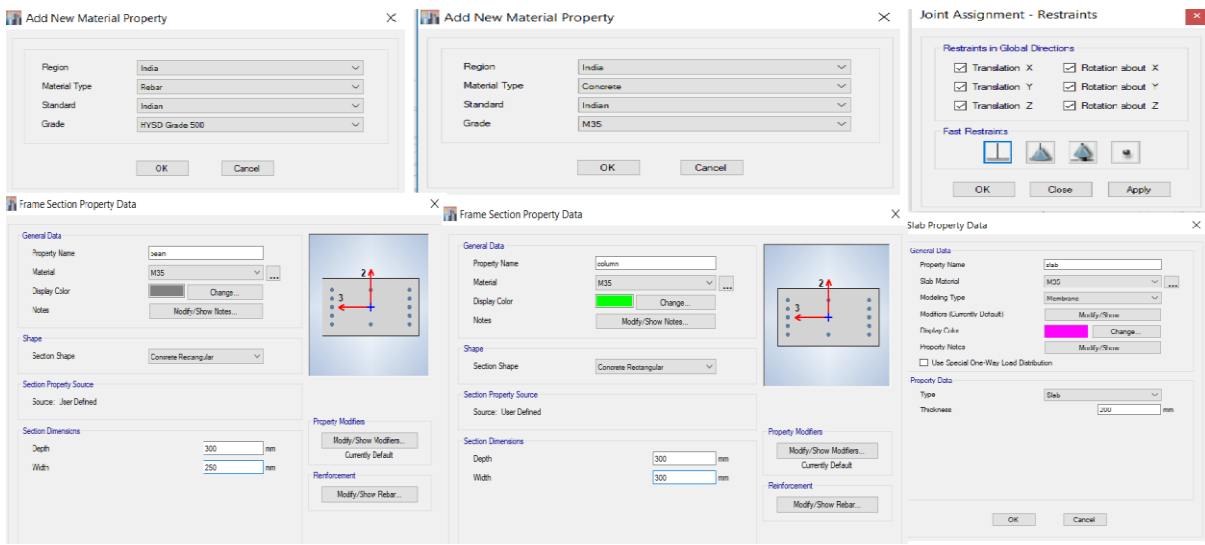 Add New Material Property
Region India
Material Type Rebar
Standard Indian
Grade HYSD Grade 500
OK Cancel
Add New Material Property
Region India
Material Type Concrete
Standard Indian
Grade M35
OK Cancel
Joint Assignment - Restraints
Restraints in Global Directions
Translation X Rotation about X
Translation Y Rotation about Y
Translation Z Rotation about Z
Fast Restraints
OK Close Apply
Frame Section Property Data
General Data
Property Name beam
Material M35 ...
Display Color Change...
Notes Modify/Show Notes...
2
3
Shape
Section Shape Concrete Rectangular
Section Property Source
Source: User Defined
Section Dimensions
Depth 300 mm
Width 250 mm
Property Modifiers
Modify/Show Modifiers...
Currently Default
Reinforcement
Modify/Show Rebar...
Frame Section Property Data
General Data
Property Name column
Material M35 ...
Display Color Change...
Notes Modify/Show Notes...
2
3
Shape
Section Shape Concrete Rectangular
Section Property Source
Source: User Defined
Section Dimensions
Depth 300 mm
Width 300 mm
Property Modifiers
Modify/Show Modifiers...
Currently Default
Reinforcement
Modify/Show Rebar...
Slab Property Data
General Data
Property Name slab
Slab Material M35 ...
Modeling Type Membrane
Modifiers (Currently Default) Modify/Show
Display Color Change...
Property Notes Modify/Show
Use Special One-Way Load Distribution
Property Data
Type Slab
Thickness 200 mm
OK Cancel